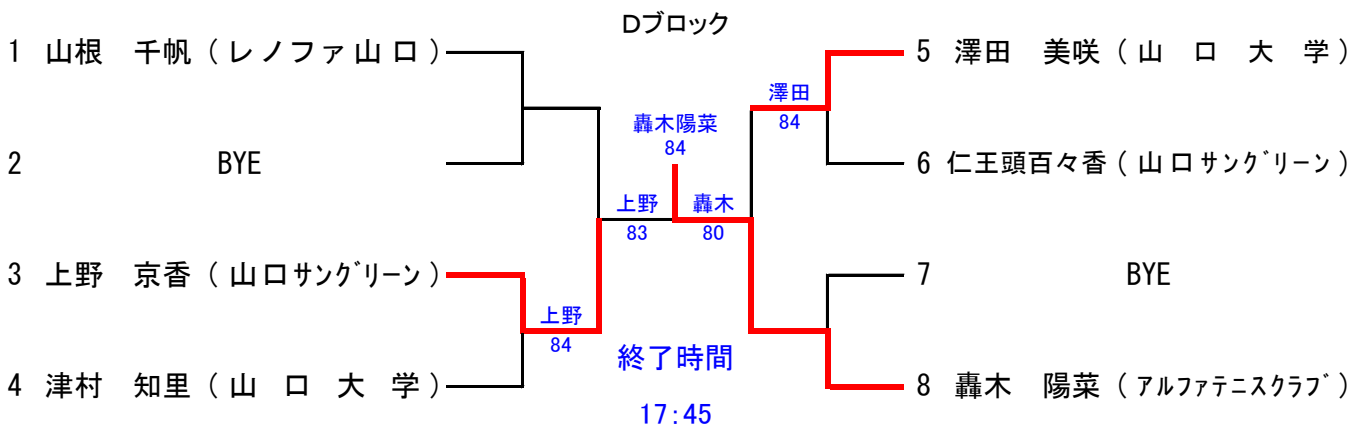 Dブロック
1 山根 千帆 (レノファ山口)
2 BYE
3 上野 京香 (山口サングリーン)
4 津村 知里 (山口大学)
上野
84
上野
83
轟木陽菜
84
轟木
80
澤田
84
5 澤田 美咲 (山口大学)
6 仁王頭百々香 (山口サングリーン)
7 BYE
8 轟木 陽菜 (アルファテニスクラブ)
終了時間
17:45